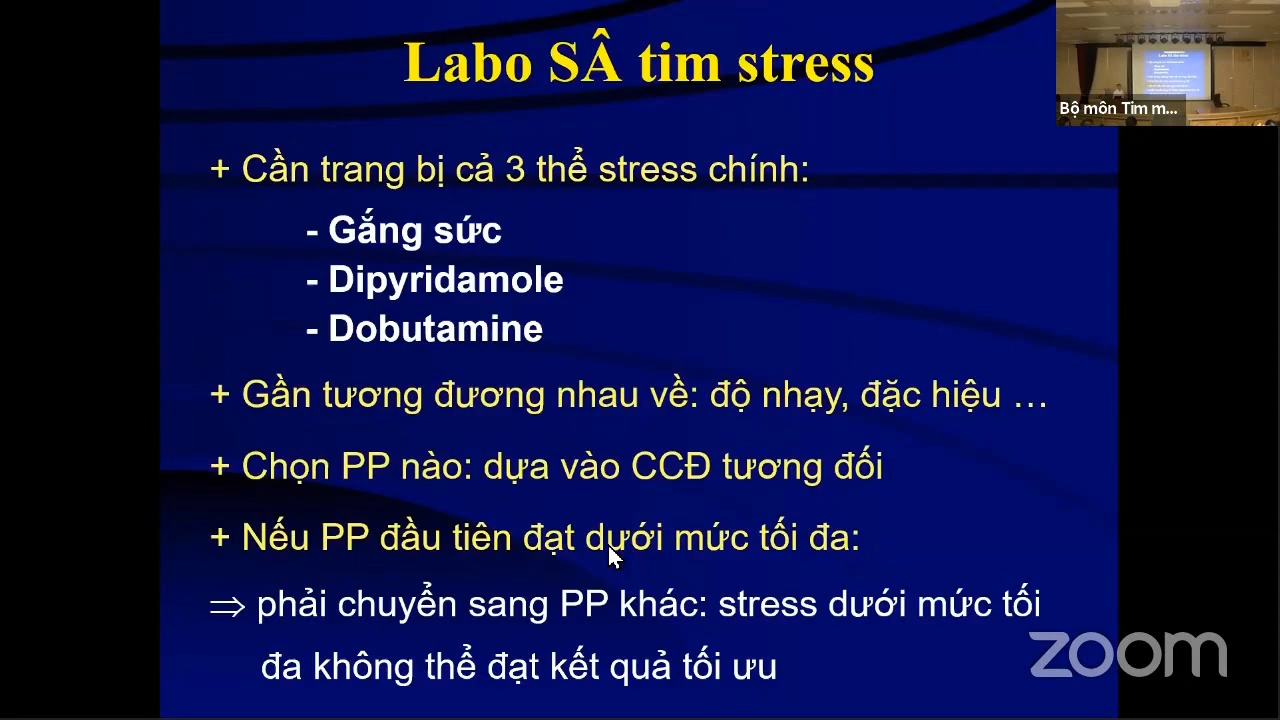 Labo SÂ tim stress
Bộ môn Tim m...
+ Cần trang bị cả 3 thể stress chính:
- Gắng sức
- Dipyridamole
- Dobutamine
+ Gần tương đương nhau về: độ nhạy, đặc hiệu …
+ Chọn PP nào: dựa vào CCĐ tương đối
+ Nếu PP đầu tiên đạt dưới mức tối đa:
⇒ phải chuyển sang PP khác: stress dưới mức tối
đa không thể đạt kết quả tối ưu
zoom